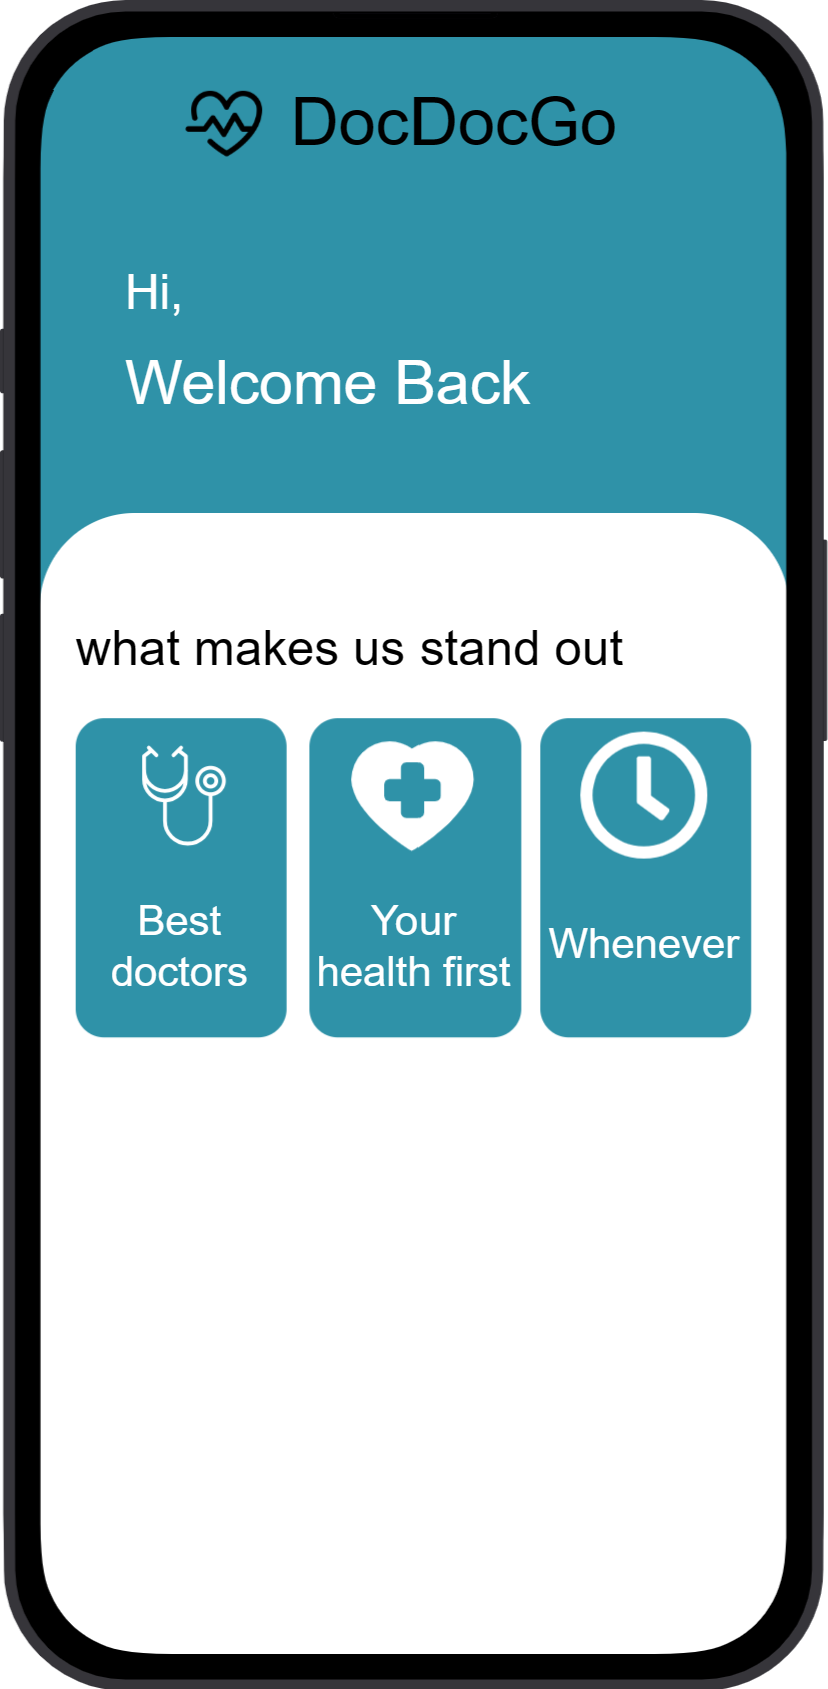 DocDocGo
Hi,
Welcome Back
what makes us stand out
Best
doctors
Your
health first
Whenever